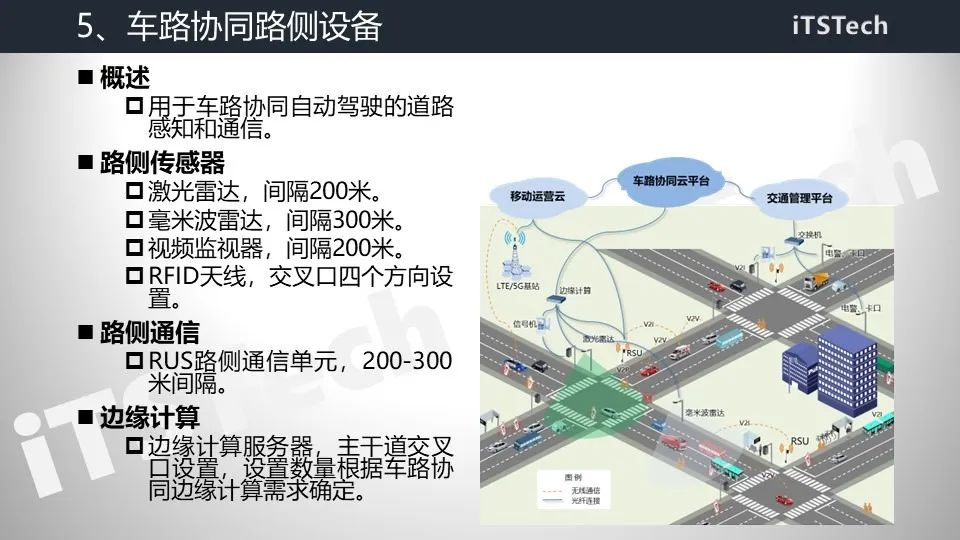 5、车路协同路侧设备
iTSTech
概述
用于车路协同自动驾驶的道路
感知和通信。
路侧传感器
激光雷达，间隔200米。
毫米波雷达，间隔300米。
视频监视器，间隔200米。
RFID天线，交叉口四个方向设
置。
路侧通信
RUS路侧通信单元，200-300
米间隔。
边缘计算
边缘计算服务器，主干道交叉
口设置，设置数量根据车路协
同边缘计算需求确定。
移动运营云
车路协同云平台
交通管理平台
交换机
电警、卡口
V2I
LTE/5G基站
边缘计算
电警、卡口
信号机
V2I
V2V
激光雷达
V2V
RSU
V2P
毫米波雷达
V2I
V2I
RSU
图 例
无线通信
光纤连接
iTSTech